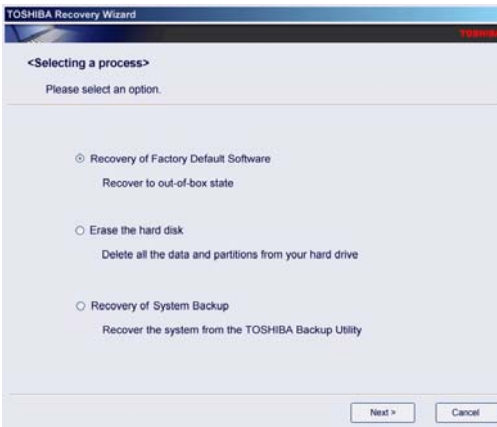 TOSHIBA Recovery Wizard
TOSHIBA
<Selecting a process>
Please select an option.
Recovery of Factory Default Software
Recover to out-of-box state
Erase the hard disk
Delete all the data and partitions from your hard drive
Recovery of System Backup
Recover the system from the TOSHIBA Backup Utility
Next >
Cancel